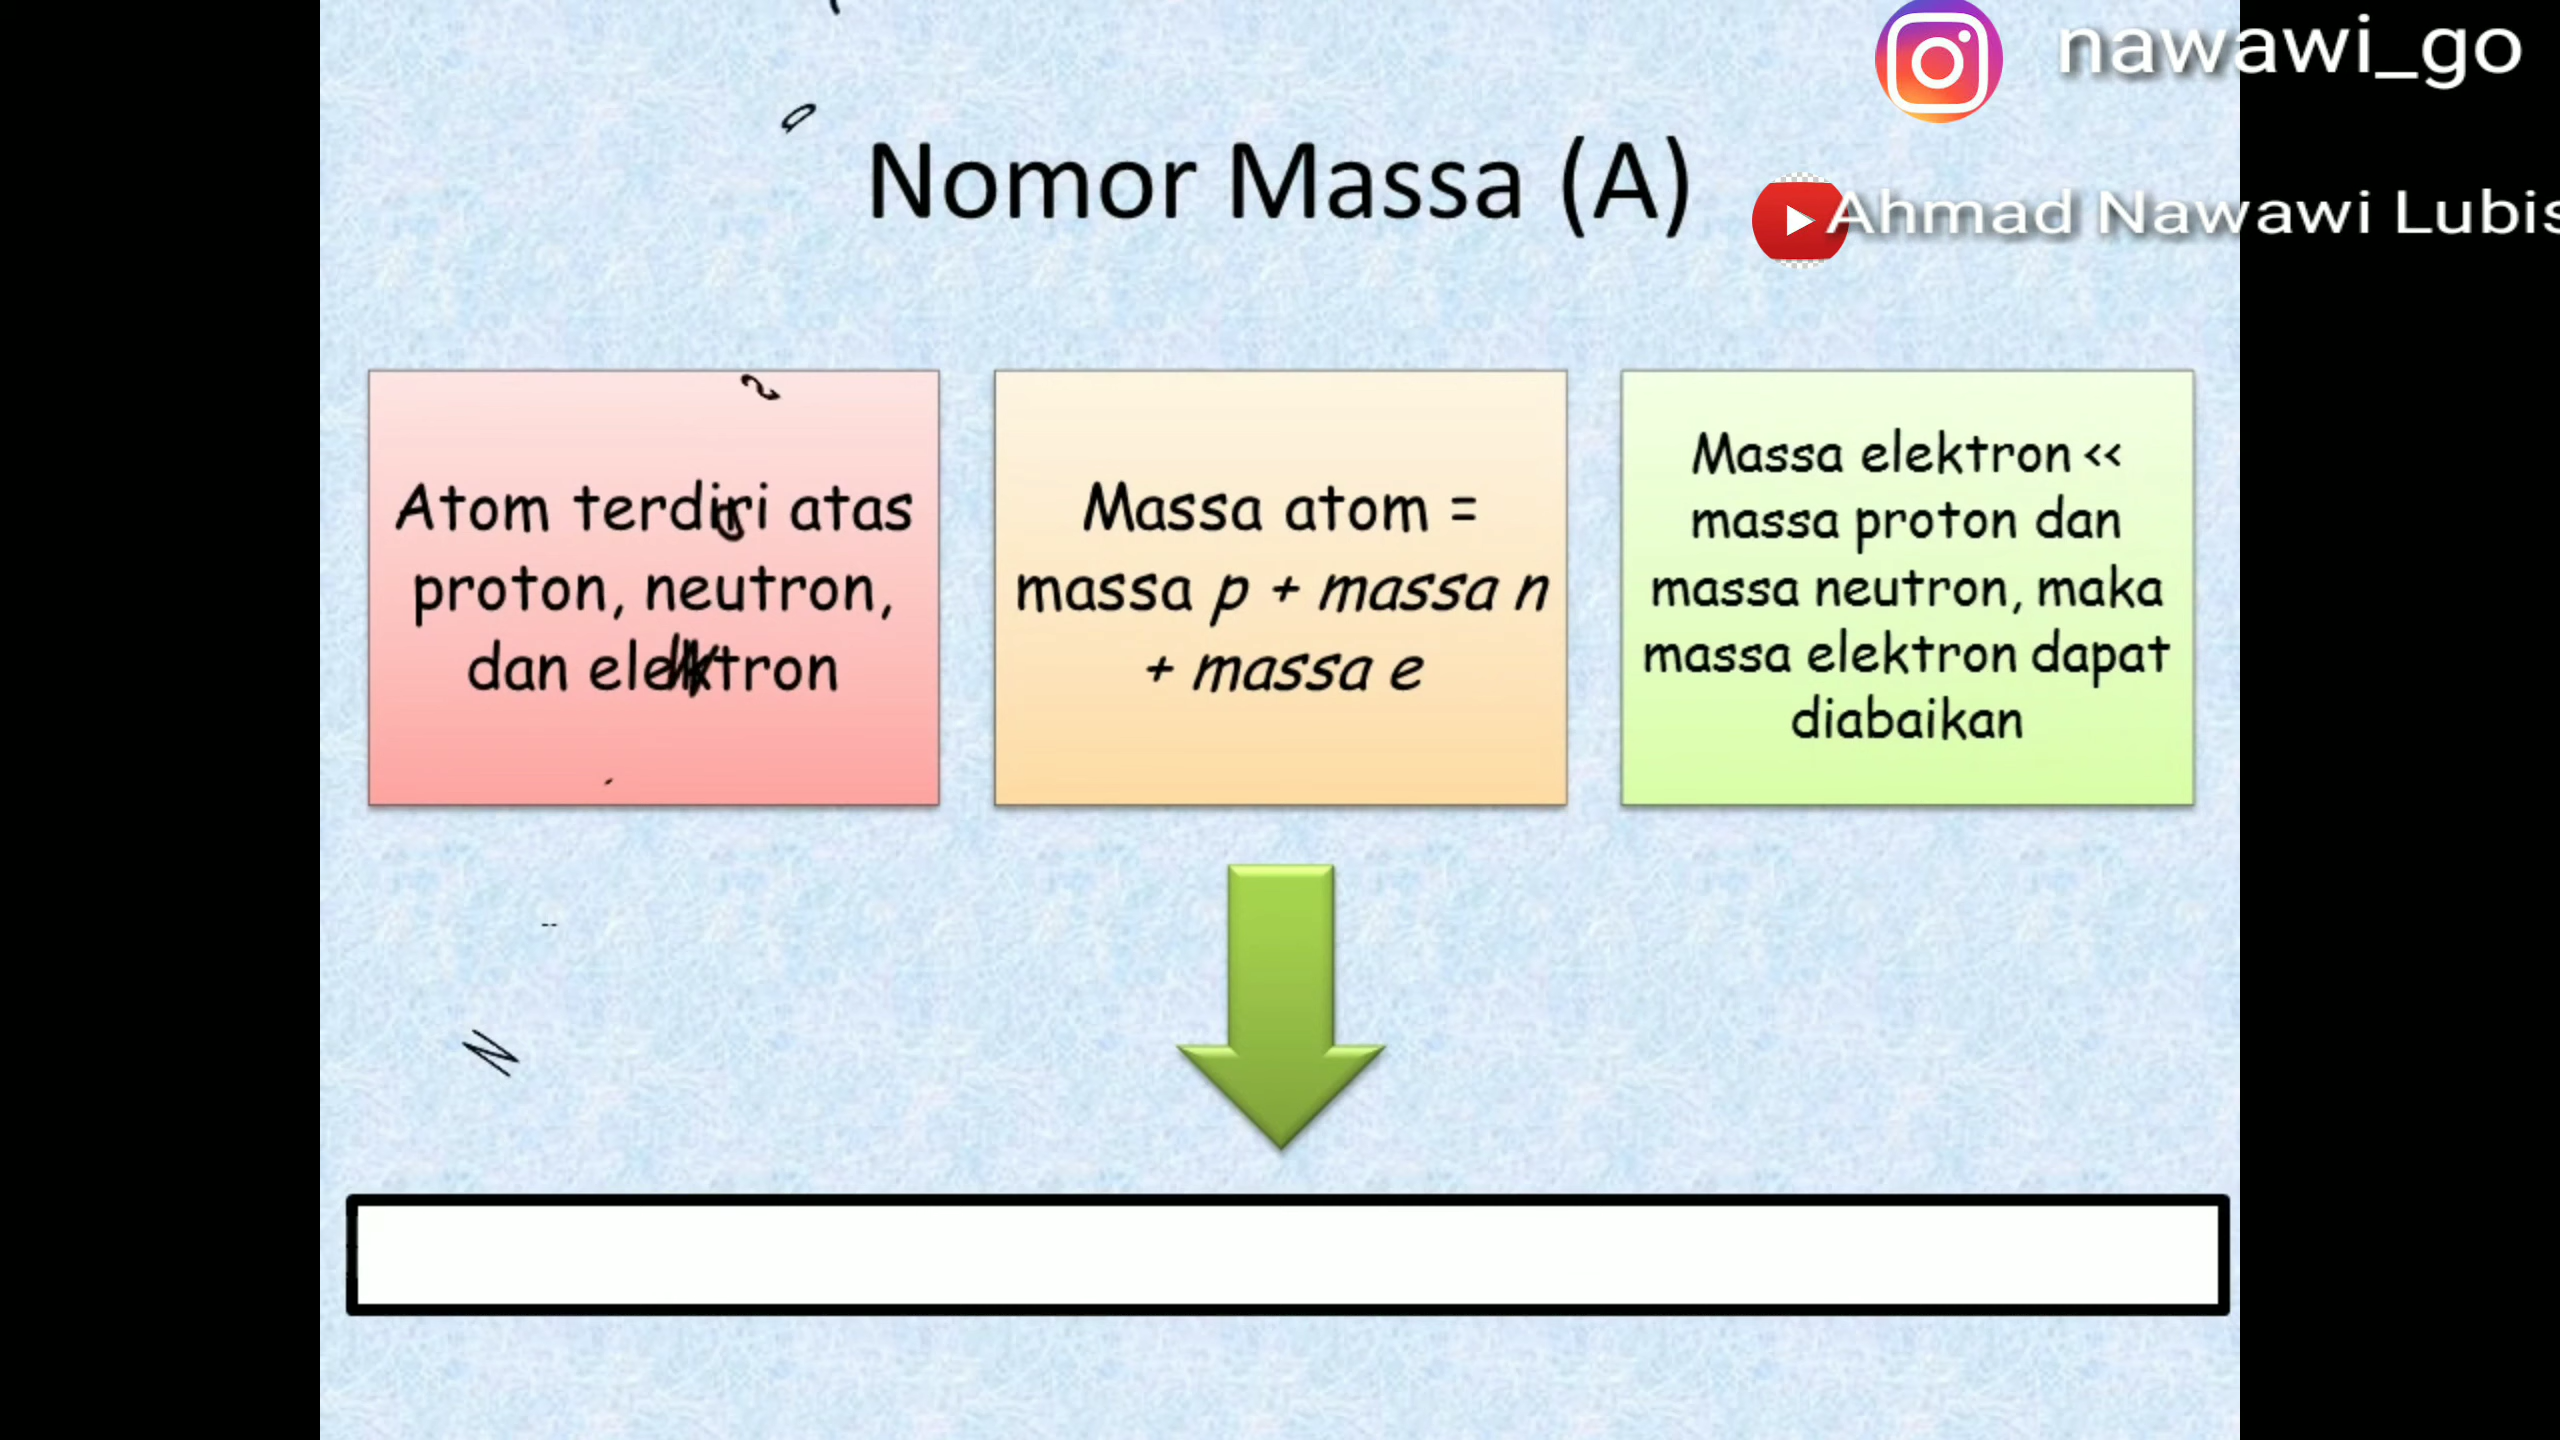 nawawi_go
Nomor Massa (A)
Ahmad Nawawi Lubis
Atom terdiri atas
proton, neutron,
dan elektron
Massa atom =
massa p + massa n
+ massa e
Massa elektron <<
massa proton dan
massa neutron, maka
massa elektron dapat
diabaikan